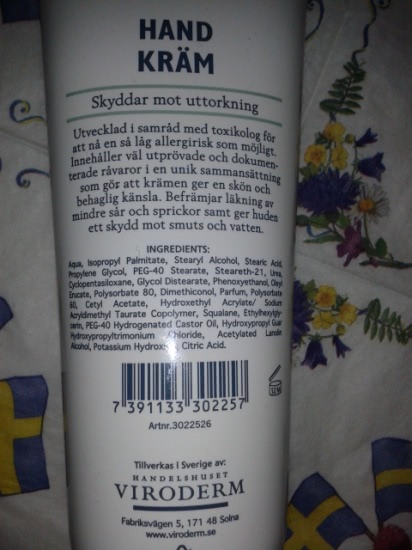 HAND
KRÄM
Skyddar mot uttorkning
Utvecklad i samråd med toxikolog för
att nå en så låg allergirisk som möjligt.
Innehåller väl utprövade och dokumen-
terade råvaror i en unik sammansättning
som gör att krämen ger en skön och
behaglig känsla. Befrämjar läkning av
mindre sår och sprickor samt ger huden
ett skydd mot smuts och vatten.
INGREDIENTS:
Aqua, Isopropyl Palmitate, Stearyl Alcohol, Stearic Acid,
Propylene Glycol, PEG-40 Stearate, Steareth-21, Urea,
Cyclopentasiloxane, Glycol Distearate, Phenoxyethanol, Oleyl
Erucate, Polysorbate 80, Dimethiconol, Parfum, Polysorbate
60, Cetyl Acetate, Hydroxethyl Acrylate/ Sodium
Acryldimethyl Taurate Copolymer, Squalane, Ethylhexylgly-
cerin, PEG-40 Hydrogenated Castor Oil, Hydroxypropyl Guar
Hydroxypropyltrimonium Chloride, Acetylated Lanolin
Alcohol, Potassium Hydroxide, Citric Acid.
7 391133 302257
Artnr.3022526
Tillverkas i Sverige av:
HANDELSHUSET
VIRODERM
Fabriksvägen 5, 171 48 Solna
www.viroderm.se